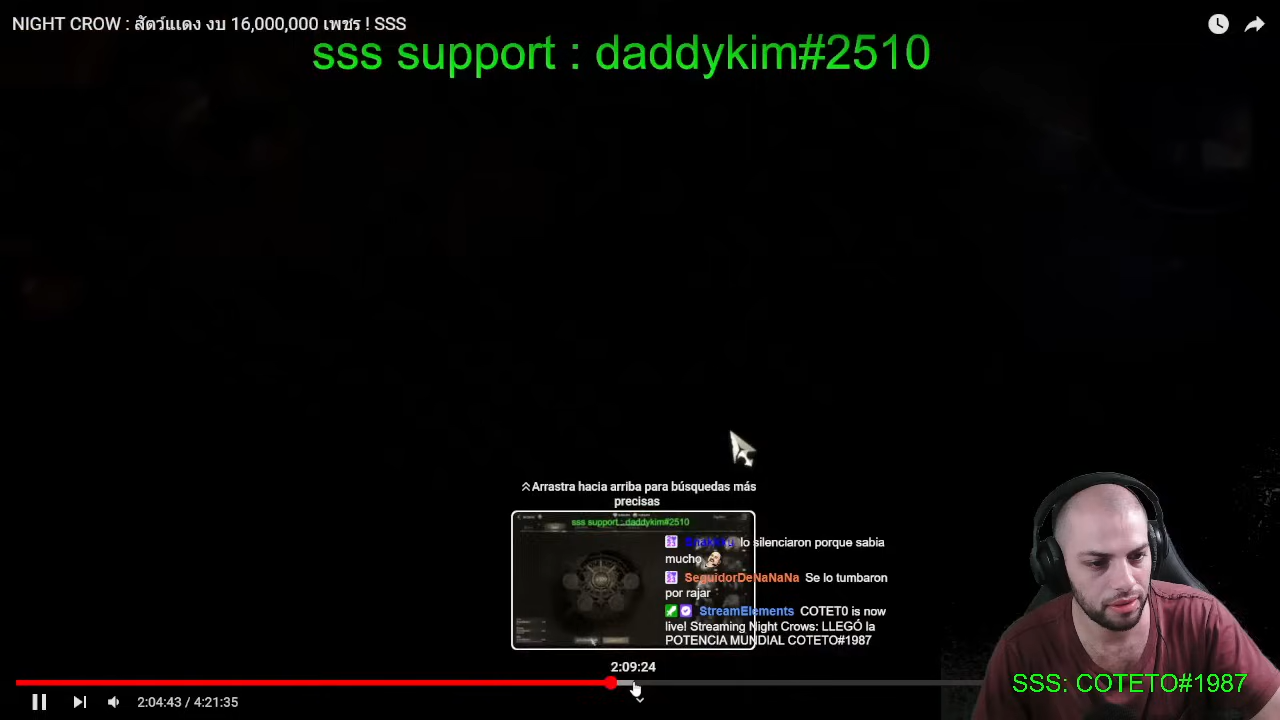 NIGHT CROW : สัตว์แดง งบ 16,000,000 เพชร ! SSS
sss support : daddykim#2510
Arrastra hacia arriba para búsquedas más
precisas
sss support : daddykim#2510
lo silenciaron porque sabia
mucho
SeguidorDeNaNaNa Se lo tumbaron
por rajar
StreamElements COTET0 is now
live! Streaming Night Crows: LLEGÓ la
POTENCIA MUNDIAL COTETO#1987
2:09:24
2:04:43 / 4:21:35
SSS: COTETO#1987